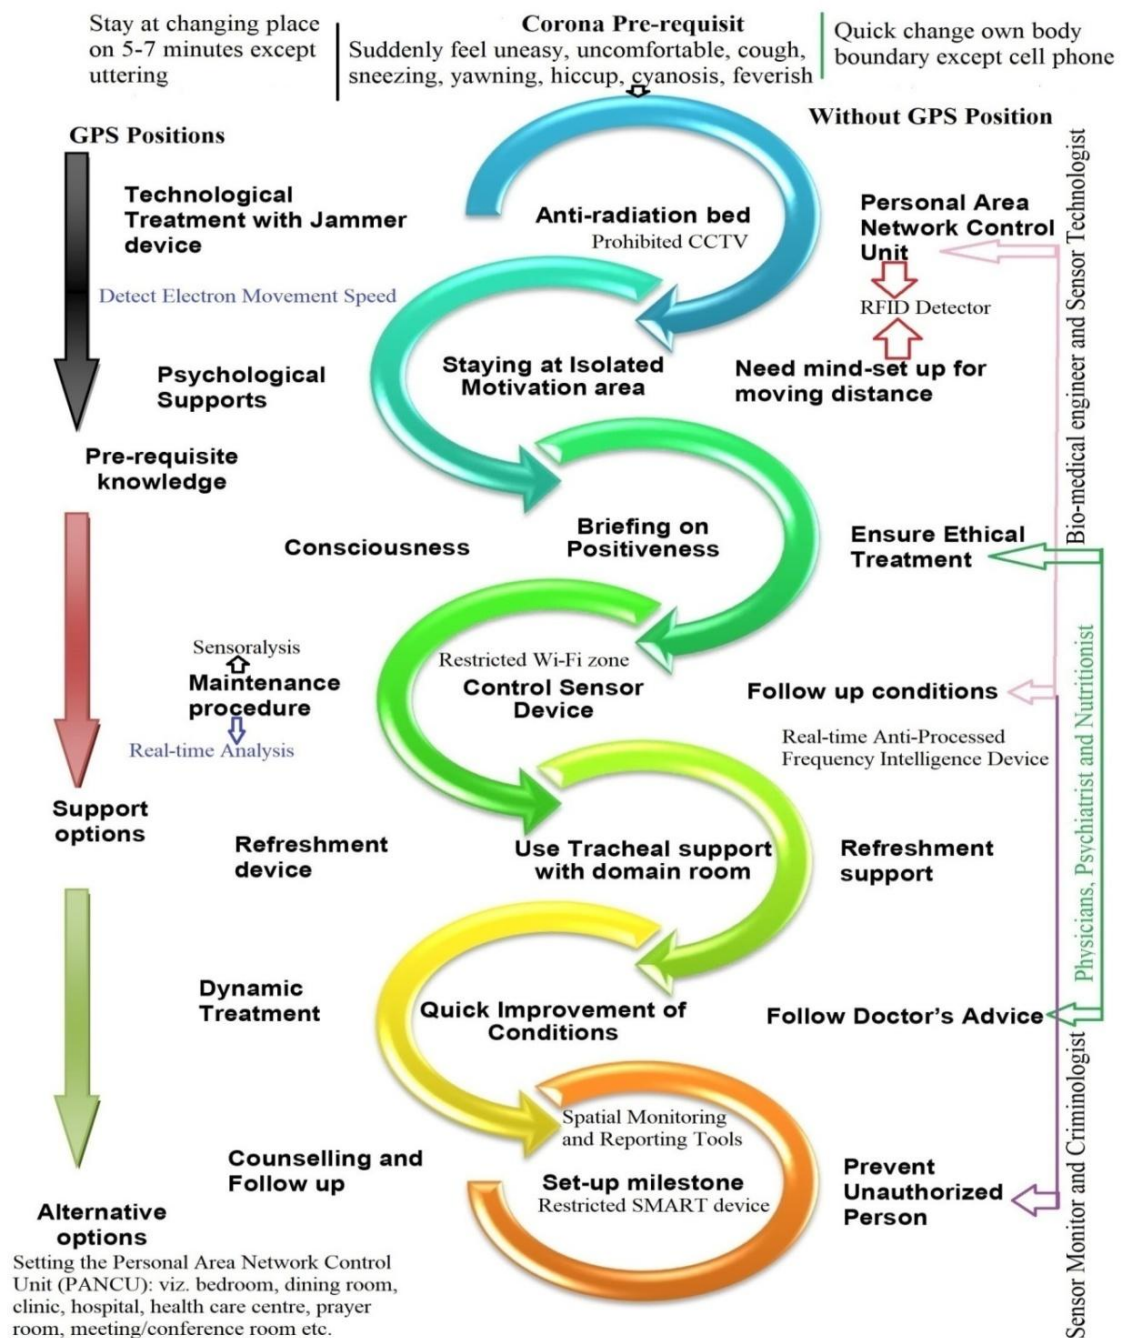 Stay at changing place
on 5-7 minutes except
uttering
Corona Pre-requisit
Suddenly feel uneasy, uncomfortable, cough,
sneezing, yawning, hiccup, cyanosis, feverish
Quick change own body
boundary except cell phone
GPS Positions
Without GPS Position
Technological
Treatment with Jammer
device
Anti-radiation bed
Prohibited CCTV
Personal Area
Network Control
Unit
Detect Electron Movement Speed
RFID Detector
Psychological
Supports
Staying at Isolated
Motivation area
Need mind-set up for
moving distance
Pre-requisite
knowledge
Bio-medical engineer and Sensor Technologist
Consciousness
Briefing on
Positiveness
Ensure Ethical
Treatment
Sensoralysis
Maintenance
procedure
Real-time Analysis
Restricted Wi-Fi zone
Control Sensor
Device
Follow up conditions
Real-time Anti-Processed
Frequency Intelligence Device
Physicians, Psychiatrist and Nutritionist
Support
options
Refreshment
device
Use Tracheal support
with domain room
Refreshment
support
Dynamic
Treatment
Quick Improvement of
Conditions
Follow Doctor's Advice
Spatial Monitoring
and Reporting Tools
Counselling and
Follow up
Set-up milestone
Restricted SMART device
Prevent
Unauthorized
Person
Sensor Monitor and Criminologist
Alternative
options
Setting the Personal Area Network Control
Unit (PANCU): viz. bedroom, dining room,
clinic, hospital, health care centre, prayer
room, meeting/conference room etc.